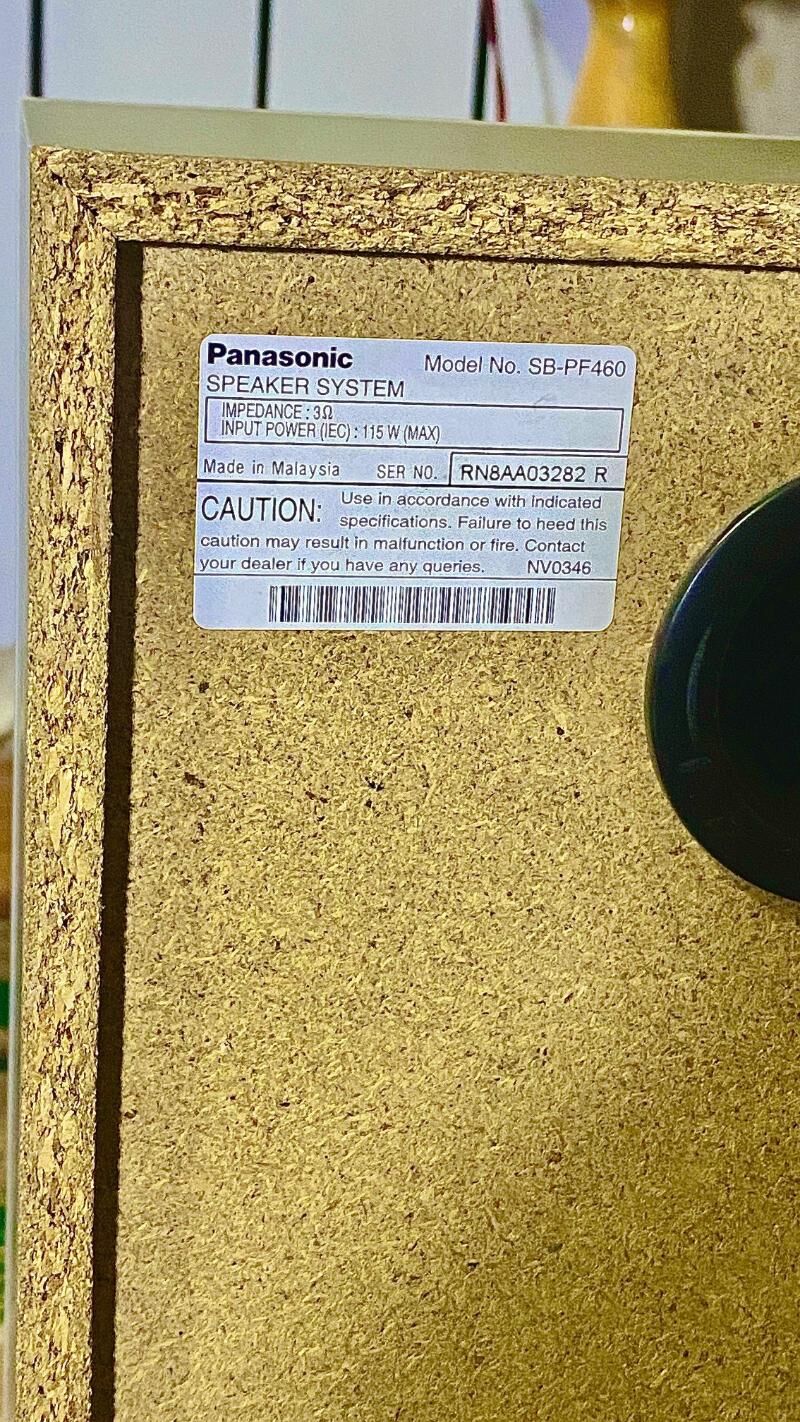 Panasonic Model No. SB-PF460
SPEAKER SYSTEM
IMPEDANCE : 3Ω
INPUT POWER (IEC) : 115 W (MAX)
Made in Malaysia SER NO. RN8AA03282 R
CAUTION: Use in accordance with indicated
specifications. Failure to heed this
caution may result in malfunction or fire. Contact
your dealer if you have any queries. NV0346